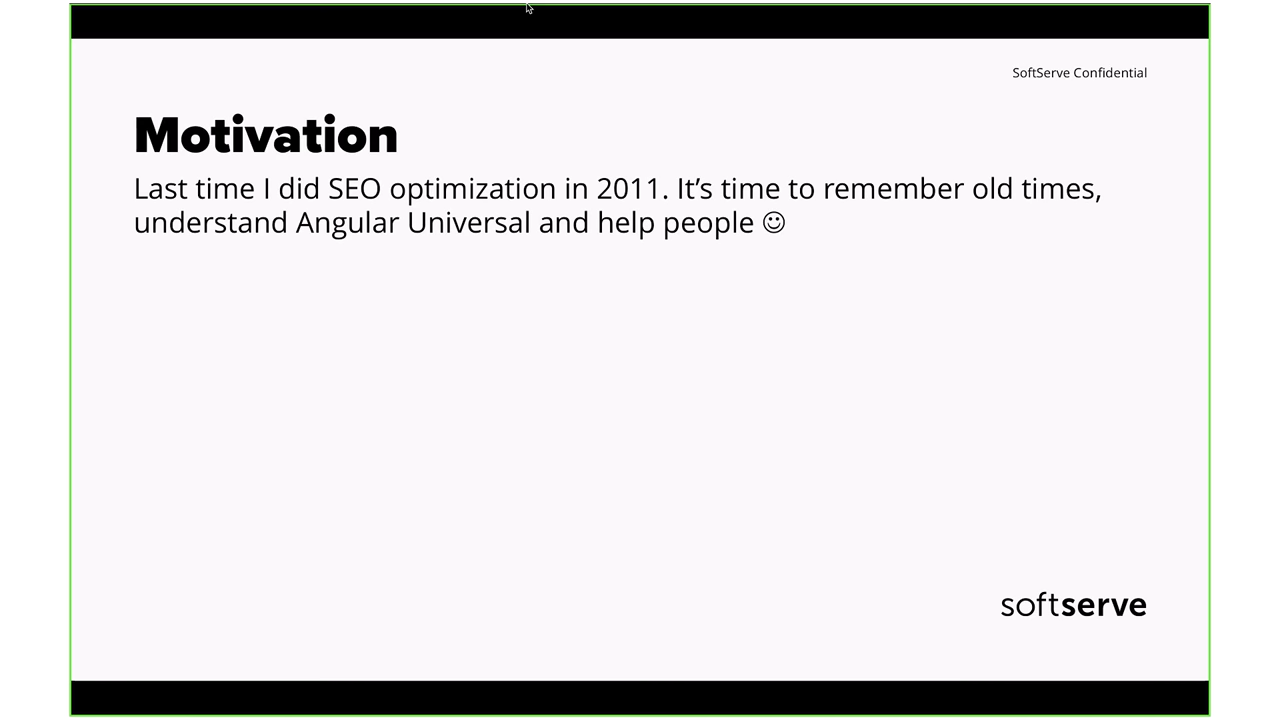 SoftServe Confidential
Motivation
Last time I did SEO optimization in 2011. It’s time to remember old times,
understand Angular Universal and help people ☺
softserve